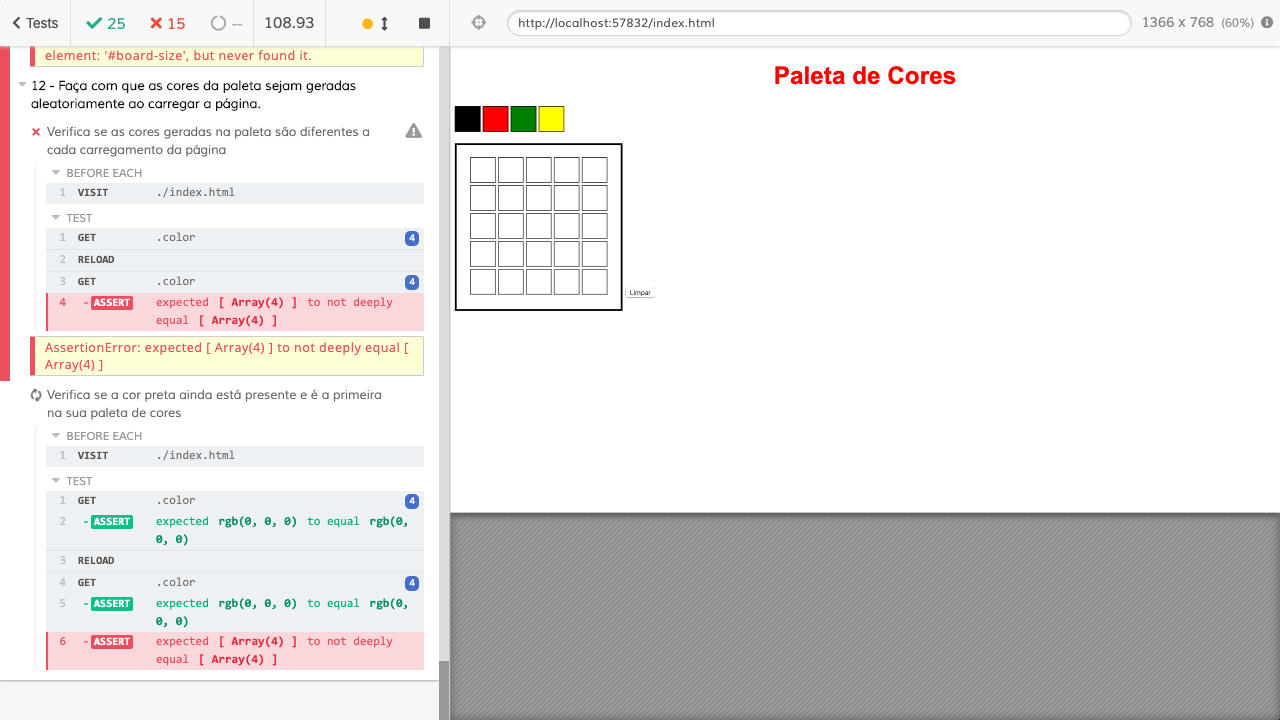 Tests
25
15
--
108.93
http://localhost:57832/index.html
1366 x 768 (60%)
element: '#board-size', but never found it.
12 - Faça com que as cores da paleta sejam geradas
aleatoriamente ao carregar a página.
Verifica se as cores geradas na paleta são diferentes a
cada carregamento da página
BEFORE EACH
1 VISIT ./index.html
TEST
1 GET .color 4
2 RELOAD
3 GET .color 4
4 -ASSERT expected [ Array(4) ] to not deeply
equal [ Array(4) ]
AssertionError: expected [ Array(4) ] to not deeply equal [
Array(4) ]
Verifica se a cor preta ainda está presente e é a primeira
na sua paleta de cores
BEFORE EACH
1 VISIT ./index.html
TEST
1 GET .color 4
2 -ASSERT expected rgb(0, 0, 0) to equal rgb(0,
0, 0)
3 RELOAD
4 GET .color 4
5 -ASSERT expected rgb(0, 0, 0) to equal rgb(0,
0, 0)
6 -ASSERT expected [ Array(4) ] to not deeply
equal [ Array(4) ]
Paleta de Cores
Limpar